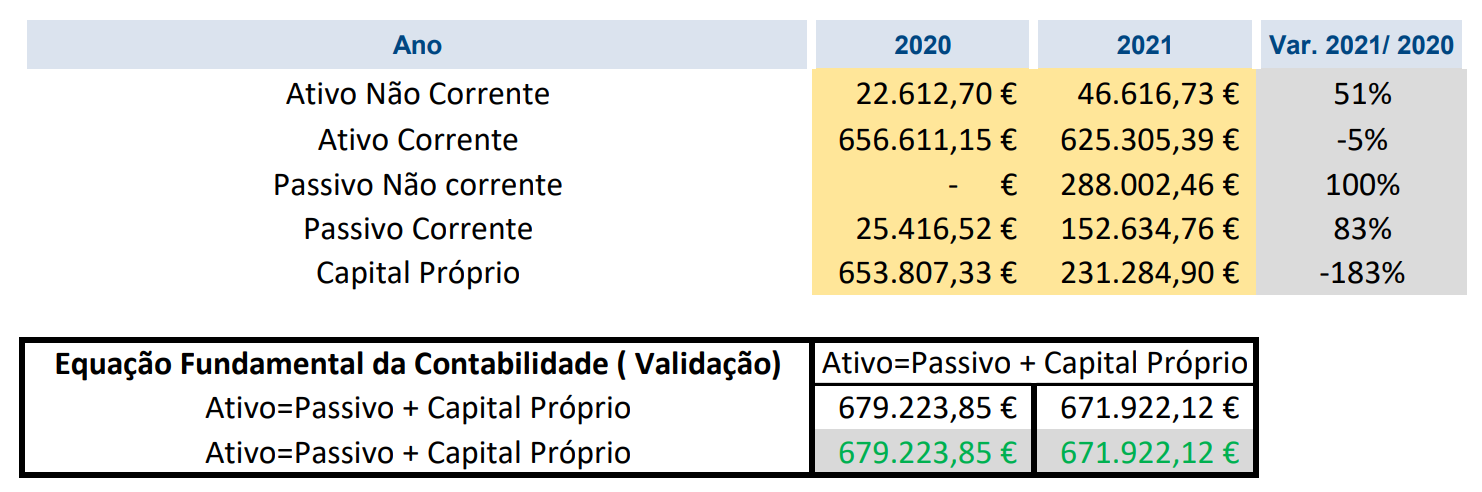 Ano 2020 2021 Var. 2021/ 2020
Ativo Não Corrente 22.612,70 € 46.616,73 € 51%
Ativo Corrente 656.611,15 € 625.305,39 € -5%
Passivo Não corrente - € 288.002,46 € 100%
Passivo Corrente 25.416,52 € 152.634,76 € 83%
Capital Próprio 653.807,33 € 231.284,90 € -183%
Equação Fundamental da Contabilidade ( Validação) Ativo=Passivo + Capital Próprio
Ativo=Passivo + Capital Próprio 679.223,85 € 671.922,12 €
Ativo=Passivo + Capital Próprio 679.223,85 € 671.922,12 €